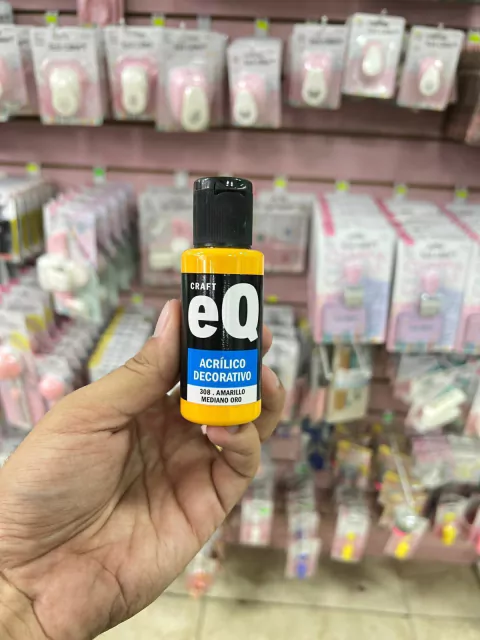 CRAFT
eQ
ACRÍLICO
DECORATIVO
308 . AMARILLO
MEDIANO ORO